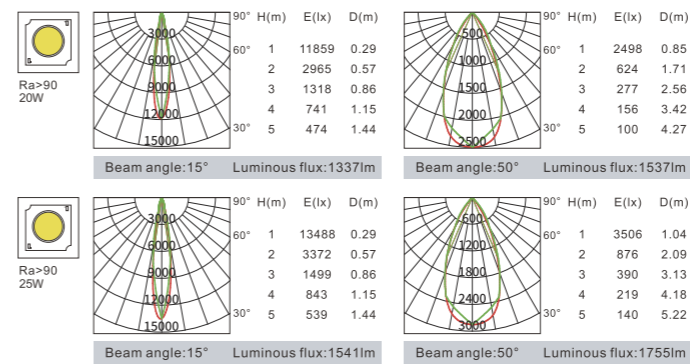 90° H(m) E(lx) D(m)
3000
60° 1 11859 0.29
6000
2 2965 0.57
9000
3 1318 0.86
12000
4 741 1.15
15000
30° 5 474 1.44
Ra>90
20W
Beam angle:15° Luminous flux:1337lm
90° H(m) E(lx) D(m)
500
60° 1 2498 0.85
1000
2 624 1.71
1500
3 277 2.56
2000
4 156 3.42
2500
30° 5 100 4.27
Beam angle:50° Luminous flux:1537lm
90° H(m) E(lx) D(m)
3000
60° 1 13488 0.29
6000
2 3372 0.57
9000
3 1499 0.86
12000
4 843 1.15
15000
30° 5 539 1.44
Ra>90
25W
Beam angle:15° Luminous flux:1541lm
90° H(m) E(lx) D(m)
600
60° 1 3506 1.04
1200
2 876 2.09
1800
3 390 3.13
2400
4 219 4.18
3000
30° 5 140 5.22
Beam angle:50° Luminous flux:1755lm